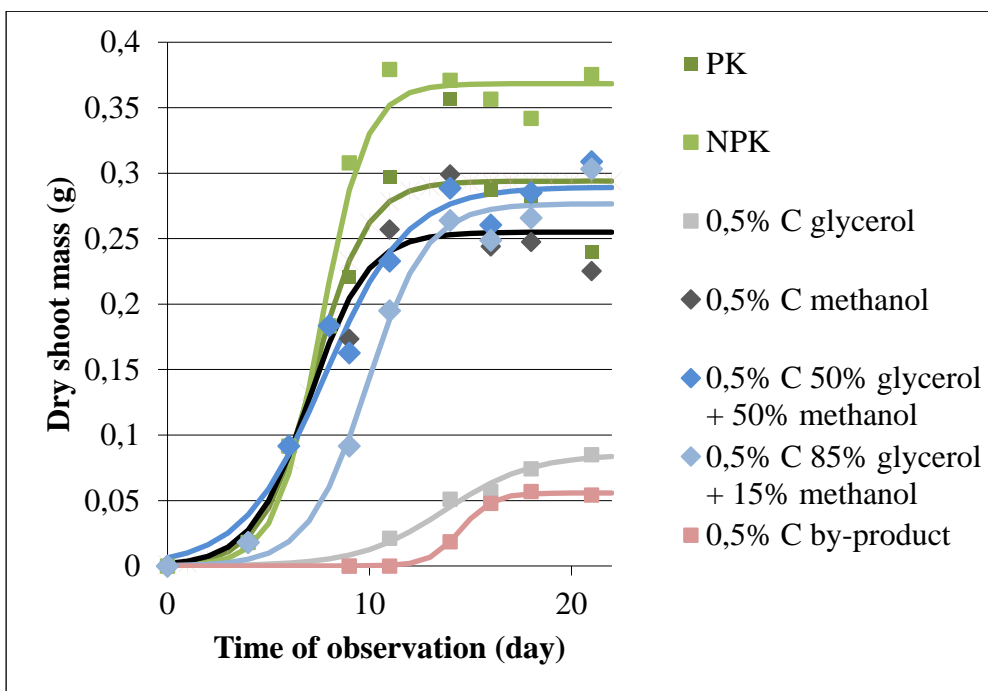 0,4
0,35
0,3
0,25
0,2
0,15
0,1
0,05
0
Dry shoot mass (g)
0
10
20
Time of observation (day)
PK
NPK
0,5% C glycerol
0,5% C methanol
0,5% C 50% glycerol
+ 50% methanol
0,5% C 85% glycerol
+ 15% methanol
0,5% C by-product